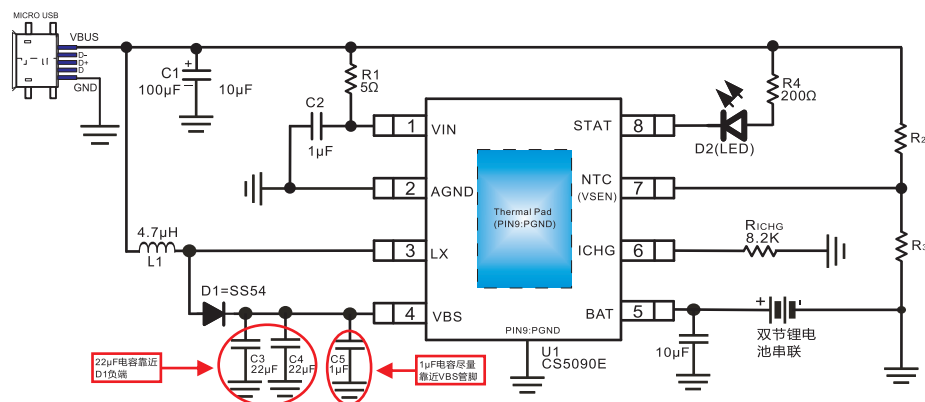 MICRO USB
VBUS
D-
D+
D
GND
C1
100μF
+
10μF
R1
5Ω
C2
1μF
R4
200Ω
D2(LED)
R2
R3
1
VIN
2
AGND
3
LX
4
VBS
STAT
8
NTC
(VSEN)
7
ICHG
6
BAT
5
Thermal Pad
(PIN9:PGND)
PIN9:PGND
U1
CS5090E
4.7μH
L1
D1=SS54
C3
22μF
C4
22μF
C5
1μF
RICHG
8.2K
10μF
+
-
双节锂电
池串联
22μF电容靠近
D1负端
1μF电容尽量
靠近VBS管脚